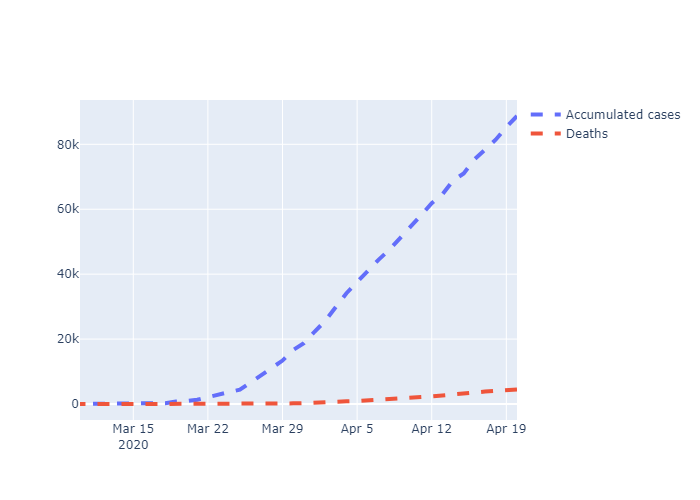 Accumulated cases
Deaths
80k
60k
40k
20k
0
Mar 15
2020
Mar 22
Mar 29
Apr 5
Apr 12
Apr 19